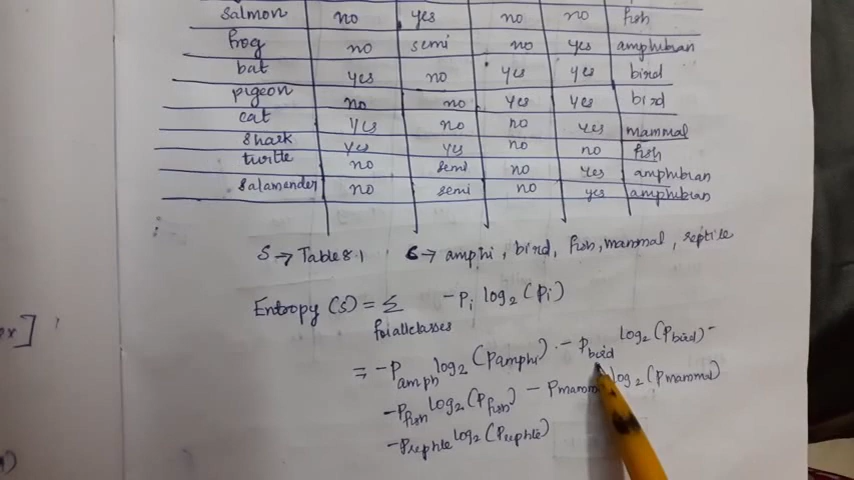 salmon no yes no no fish
frog no semi no yes amphibian
bat yes no yes yes bird
pigeon no no yes yes bird
cat yes no no yes mammal
shark yes yes no no fish
turtle no semi no yes amphibian
salamander no semi no yes amphibian
S → Table 8.1 C → amphi, bird, fish, mammal, reptile
Entropy (S) = Σ -Pi log2 (Pi)
for all classes
= -Pamph log2 (Pamphi) - Pbird log2 (Pbird) -
-Pfish log2 (Pfish) - Pmammal log2 (Pmammal)
-Preptile log2 (Preptile)